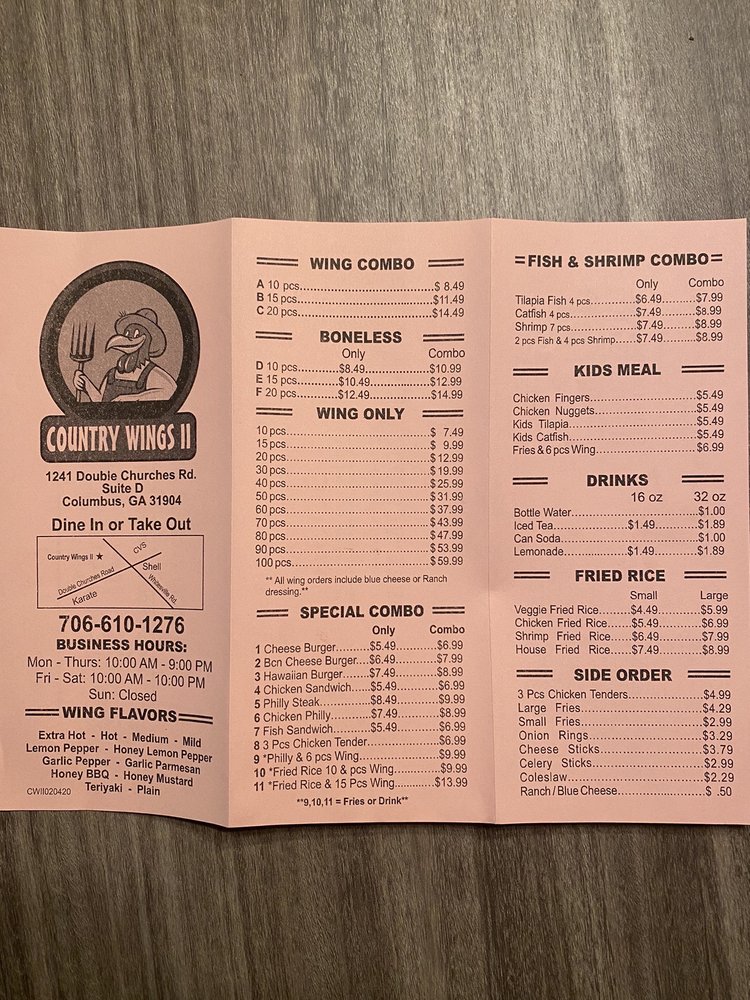 COUNTRY WINGS II
1241 Double Churches Rd.
Suite D
Columbus, GA 31904
Dine In or Take Out
Country Wings II ★
CVS
Shell
Double Churches Road
Whitesville Rd.
Karate
706-610-1276
BUSINESS HOURS:
Mon - Thurs: 10:00 AM - 9:00 PM
Fri - Sat: 10:00 AM - 10:00 PM
Sun: Closed
WING FLAVORS
Extra Hot - Hot - Medium - Mild
Lemon Pepper - Honey Lemon Pepper
Garlic Pepper - Garlic Parmesan
Honey BBQ - Honey Mustard
Teriyaki - Plain
CWII020420
WING COMBO
A 10 pcs..............................$ 8.49
B 15 pcs..............................$11.49
C 20 pcs..............................$14.49
BONELESS
Only Combo
D 10 pcs...........$8.49..............$10.99
E 15 pcs...........$10.49.............$12.99
F 20 pcs...........$12.49.............$14.99
WING ONLY
10 pcs................................$ 7.49
15 pcs................................$ 9.99
20 pcs................................$12.99
30 pcs................................$19.99
40 pcs................................$25.99
50 pcs................................$31.99
60 pcs................................$37.99
70 pcs................................$43.99
80 pcs................................$47.99
90 pcs................................$53.99
100 pcs...............................$59.99
** All wing orders include blue cheese or Ranch
dressing.**
SPECIAL COMBO
Only Combo
1 Cheese Burger.........$5.49..........$6.99
2 Bcn Cheese Burger....$6.49..........$7.99
3 Hawaiian Burger.......$7.49..........$8.99
4 Chicken Sandwich.....$5.49..........$6.99
5 Philly Steak..........$8.49..........$9.99
6 Chicken Philly........$7.49..........$8.99
7 Fish Sandwich.........$5.49..........$6.99
8 3 Pcs Chicken Tender.................$6.99
9 *Philly & 6 pcs Wing.................$9.99
10 *Fried Rice 10 & pcs Wing...........$9.99
11 *Fried Rice & 15 Pcs Wing..........$13.99
**9,10,11 = Fries or Drink**
FISH & SHRIMP COMBO
Only Combo
Tilapia Fish 4 pcs...........$6.49........$7.99
Catfish 4 pcs................$7.49........$8.99
Shrimp 7 pcs.................$7.49........$8.99
2 pcs Fish & 4 pcs Shrimp.....$7.49........$8.99
KIDS MEAL
Chicken Fingers........................$5.49
Chicken Nuggets........................$5.49
Kids Tilapia...........................$5.49
Kids Catfish...........................$5.49
Fries & 6 pcs Wing.....................$6.99
DRINKS
16 oz 32 oz
Bottle Water...........................$1.00
Iced Tea................$1.49..........$1.89
Can Soda...............................$1.00
Lemonade................$1.49..........$1.89
FRIED RICE
Small Large
Veggie Fried Rice........$4.49.........$5.99
Chicken Fried Rice.......$5.49.........$6.99
Shrimp Fried Rice........$6.49.........$7.99
House Fried Rice.........$7.49.........$8.99
SIDE ORDER
3 Pcs Chicken Tenders..................$4.99
Large Fries............................$4.29
Small Fries............................$2.99
Onion Rings............................$3.29
Cheese Sticks..........................$3.79
Celery Sticks..........................$2.99
Coleslaw...............................$2.29
Ranch / Blue Cheese....................$ .50